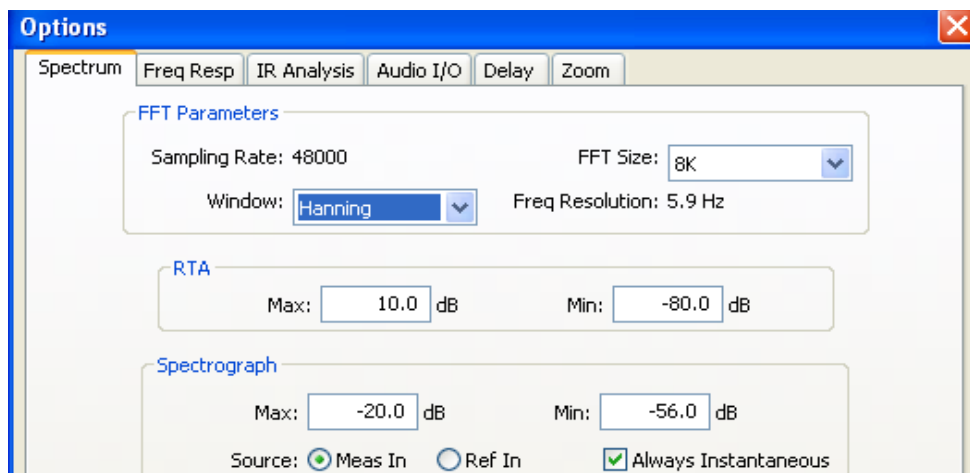 Options
Spectrum Freq Resp IR Analysis Audio I/O Delay Zoom
FFT Parameters
Sampling Rate: 48000 FFT Size: 8K
Window: Hanning Freq Resolution: 5.9 Hz
RTA
Max: 10.0 dB Min: -80.0 dB
Spectrograph
Max: -20.0 dB Min: -56.0 dB
Source: Meas In Ref In Always Instantaneous